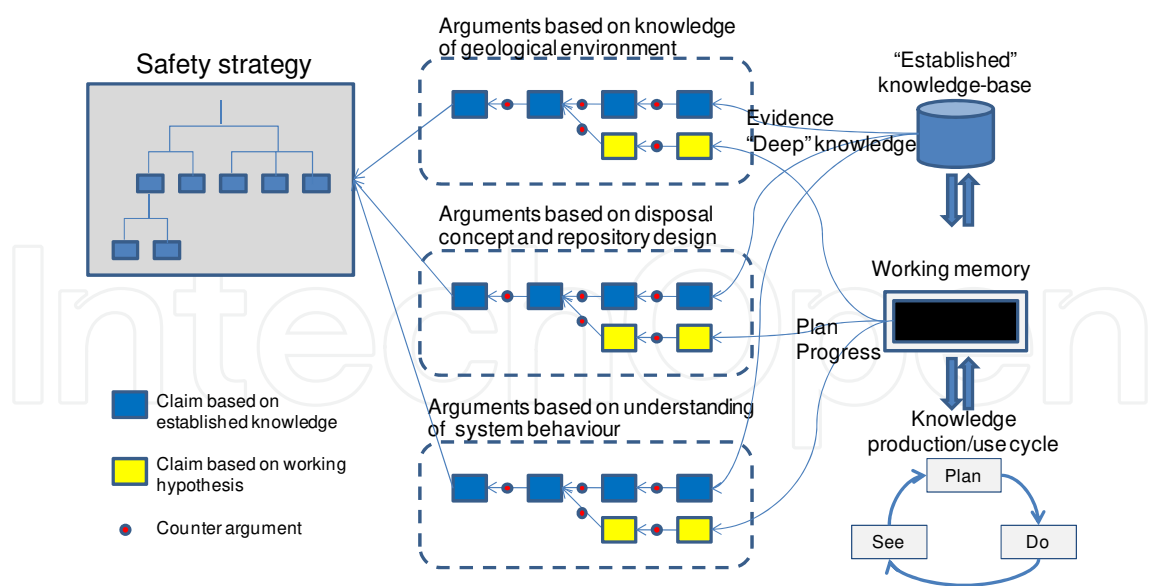 Safety strategy
Arguments based on knowledge
of geological environment
"Established"
knowledge-base
Evidence
"Deep" knowledge
Arguments based on disposal
concept and repository design
Working memory
Plan
Progress
Claim based on
established knowledge
Claim based on working
hypothesis
Counter argument
Arguments based on understanding
of system behaviour
Knowledge
production/use cycle
Plan
See
Do
IntechOpen